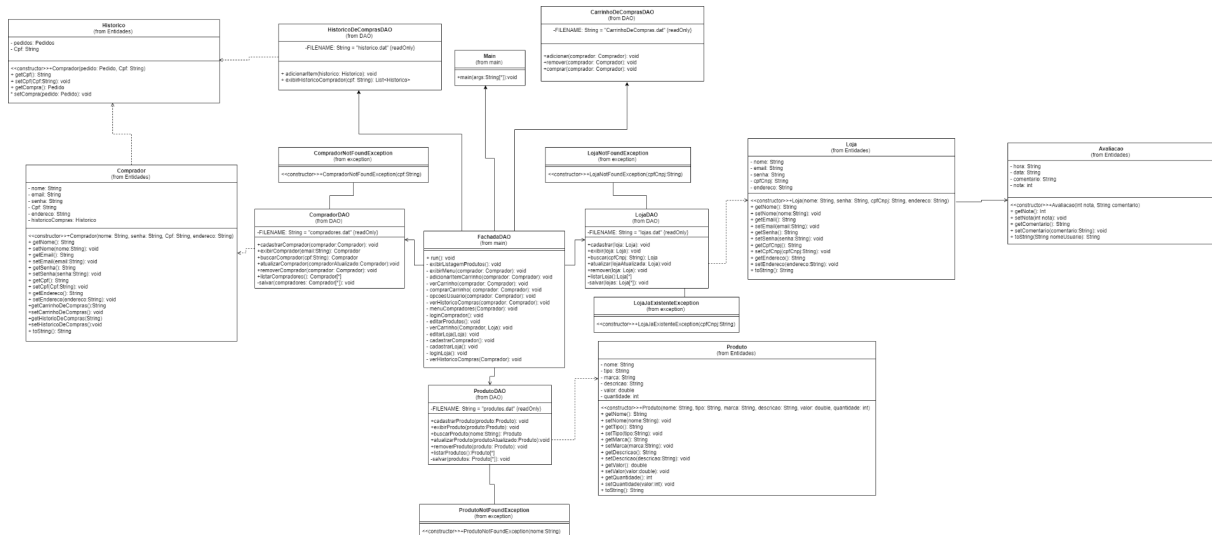 Historico
(from Entidades)
- pedidos: Pedidos
- Cpf: String
<<constructor>>+Comprador(pedido: Pedido, Cpf: String)
+ getCpf(): String
+ setCpf(Cpf:String): void
+ getCompra(): Pedido
* setCompra(pedido: Pedido): void
HistoricoDeComprasDAO
(from DAO)
-FILENAME: String = "historico.dat" {readOnly}
+ adicionarItem(historico: Historico): void
+ exibirHistoricoComprador(cpf: String): List<Historico>
Main
(from main)
+main(args:String[*]):void
CarrinhoDeComprasDAO
(from DAO)
-FILENAME: String = "CarrinhoDeCompras.dat" {readOnly}
+adicionar(comprador: Comprador): void
+remover(comprador: Comprador): void
+comprar(comprador: Comprador): void
CompradorNotFoundException
(from exception)
<<constructor>>+CompradorNotFoundException(cpf:String)
LojaNotFoundException
(from exception)
<<constructor>>+LojaNotFoundException(cpfCnpj:String)
Loja
(from Entidades)
- nome: String
- email: String
- senha: String
- cpfCnpj: String
- endereco: String
<<constructor>>+Loja(nome: String, senha: String, cpfCnpj: String, endereco: String)
+ getNome(): String
+ setNome(nome:String): void
+ getEmail(): String
+ setEmail(email:String): void
+ getSenha(): String
+ setSenha(senha:String): void
+ getCpfCnpj(): String
+ setCpfCnpj(cpfCnpj:String): void
+ getEndereco(): String
+ setEndereco(endereco:String): void
+ toString(): String
Avaliacao
(from Entidades)
- hora: String
- data: String
- comentario: String
- nota: int
<<constructor>>+Avaliacao(int nota, String comentario)
+ getNota(): int
+ setNota(int nota): void
+ getComentario(): String
+ setComentario(comentario:String): void
+ toString(String nomeUsuario): String
Comprador
(from Entidades)
- nome: String
- email: String
- senha: String
- Cpf: String
- endereco: String
- historicoCompras: Historico
<<constructor>>+Comprador(nome: String, senha: String, Cpf: String, endereco: String)
+ getNome(): String
+ setNome(nome:String): void
+ getEmail(): String
+ setEmail(email:String): void
+ getSenha(): String
+ setSenha(senha:String): void
+ getCpf(): String
+ setCpf(Cpf:String): void
+ getEndereco(): String
+ setEndereco(endereco:String): void
+getCarrinhoDeCompras():String
+setCarrinhoDeCompras(): void
+getHistorioDeCompras(String)
+setHistoricoDeCompras():void
+ toString(): String
CompradorDAO
(from DAO)
-FILENAME: String = "compradores.dat" {readOnly}
+cadastrarComprador(comprador:Comprador): void
+exibirComprador(comprador:Comprador): void
+buscarComprador(cpf:String): Comprador
+buscarComprador(email:String): Comprador
+atualizarComprador(compradorAtualizado:Comprador):void
+removerComprador(comprador: Comprador): void
+listarCompradores(): Comprador[*]
-salvar(compradores: Comprador[*]): void
FachadaDAO
(from main)
+ run(): void
- exibirListagemProdutos(): void
- exibirMenu(comprador: Comprador): void
- adicionarItemCarrinho(comprador: Comprador): void
- verCarrinho(comprador: Comprador): void
- comprarCarrinho( comprador: Comprador): void
- opcoesUsuario(comprador: Comprador): void
- verHistoricoCompras(comprador: Comprador): void
- menuCompradores(): void
- loginComprador(): void
- editarProdutos(): void
- verCarrinho(Comprador, Loja): void
- editarLoja(Loja): void
- cadastrarComprador(): void
- cadastrarLoja(): void
- loginLoja(): void
- verHistoricoCompras(Comprador): void
LojaDAO
(from DAO)
-FILENAME: String = "lojas.dat" {readOnly}
+cadastrar(loja: Loja): void
+exibir(loja: Loja): void
+buscar(cpfCnpj: String): Loja
+atualizar(lojaAtualizada: Loja):void
-remover(loja: Loja): void
+listarLoja():Loja[*]
-salvar(lojas: Loja[*]): void
LojaJaExistenteException
(from exception)
<<constructor>>+LojaJaExistenteException(cpfCnpj:String)
Produto
(from Entidades)
- nome: String
- tipo: String
- marca: String
- descricao: String
- valor: double
- quantidade: int
<<constructor>>+Produto(nome: String, tipo: String, marca: String, descricao: String, valor: double, quantidade: int)
+ getNome(): String
+ setNome(nome:String): void
+ getTipo(): String
+ setTipo(tipo:String): void
+ getMarca(): String
+ setMarca(marca:String): void
+ getDescricao(): String
+ setDescricao(descricao:String): void
+ getValor(): double
+ setValor(valor:double): void
+ getQuantidade(): int
+ setQuantidade(valor:int): void
+ toString(): String
ProdutoDAO
(from DAO)
-FILENAME: String = "produtos.dat" {readOnly}
+cadastrarProduto(produto:Produto): void
+exibirProduto(produto:Produto): void
+buscarProduto(nome:String): Produto
+atualizarProduto(produtoAtualizado:Produto):void
+removerProduto(produto: Produto): void
+listarProdutos():Produto[*]
-salvar(produtos: Produto[*]): void
ProdutoNotFoundException
(from exception)
<<constructor>>+ProdutoNotFoundException(nome:String)